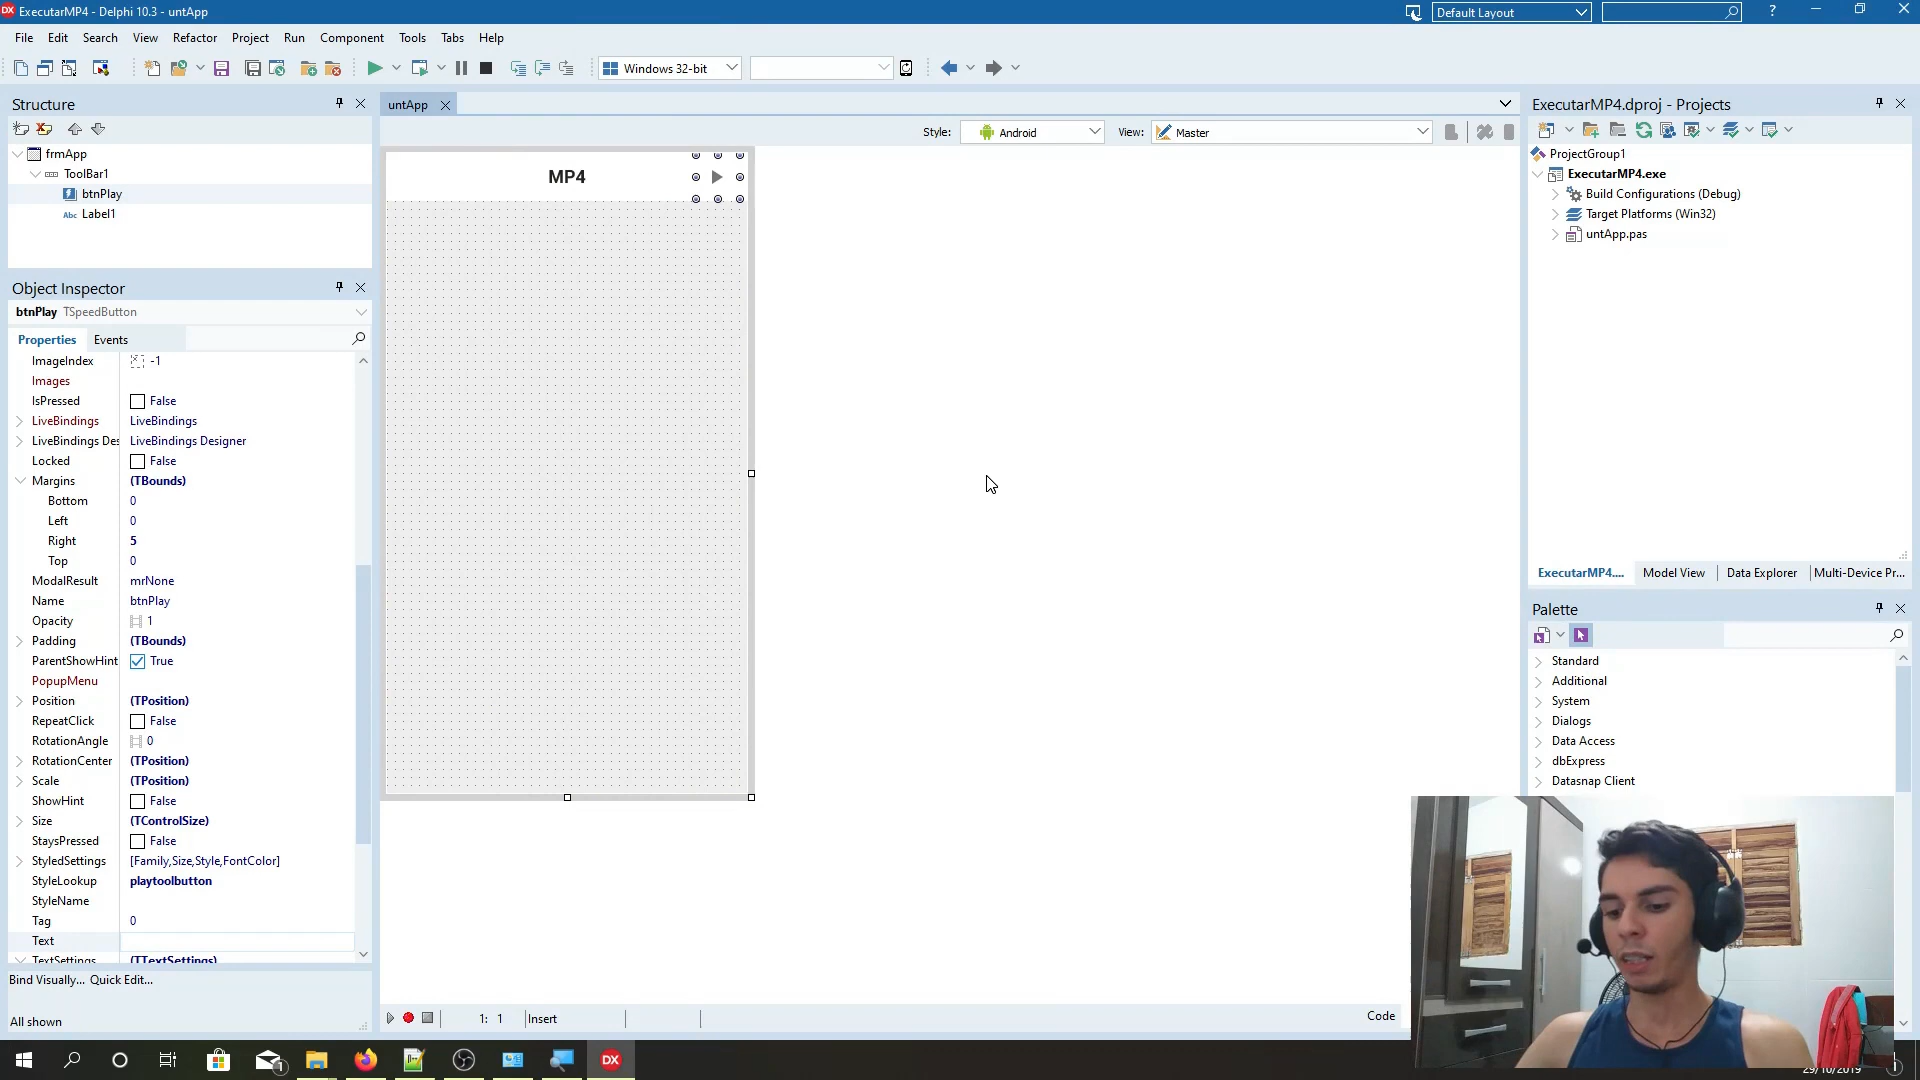 ExecutarMP4 - Delphi 10.3 - untApp
Default Layout
?
File Edit Search View Refactor Project Run Component Tools Tabs Help
Windows 32-bit
Structure
frmApp
ToolBar1
btnPlay
Abc Label1
untApp
Style: Android View: Master
MP4
Object Inspector
btnPlay TSpeedButton
Properties Events
ImageIndex -1
Images
IsPressed False
LiveBindings LiveBindings
LiveBindings Des LiveBindings Designer
Locked False
Margins (TBounds)
Bottom 0
Left 0
Right 5
Top 0
ModalResult mrNone
Name btnPlay
Opacity 1
Padding (TBounds)
ParentShowHint True
PopupMenu
Position (TPosition)
RepeatClick False
RotationAngle 0
RotationCenter (TPosition)
Scale (TPosition)
ShowHint False
Size (TControlSize)
StaysPressed False
StyledSettings [Family,Size,Style,FontColor]
StyleLookup playtoolbutton
StyleName
Tag 0
Text
TextSettings (TTextSettings)
Bind Visually... Quick Edit...
All shown
1: 1 Insert
Code
ExecutarMP4.dproj - Projects
ProjectGroup1
ExecutarMP4.exe
Build Configurations (Debug)
Target Platforms (Win32)
untApp.pas
ExecutarMP4.... Model View Data Explorer Multi-Device Pr...
Palette
Standard
Additional
System
Dialogs
Data Access
dbExpress
Datasnap Client
DX
29/10/2019